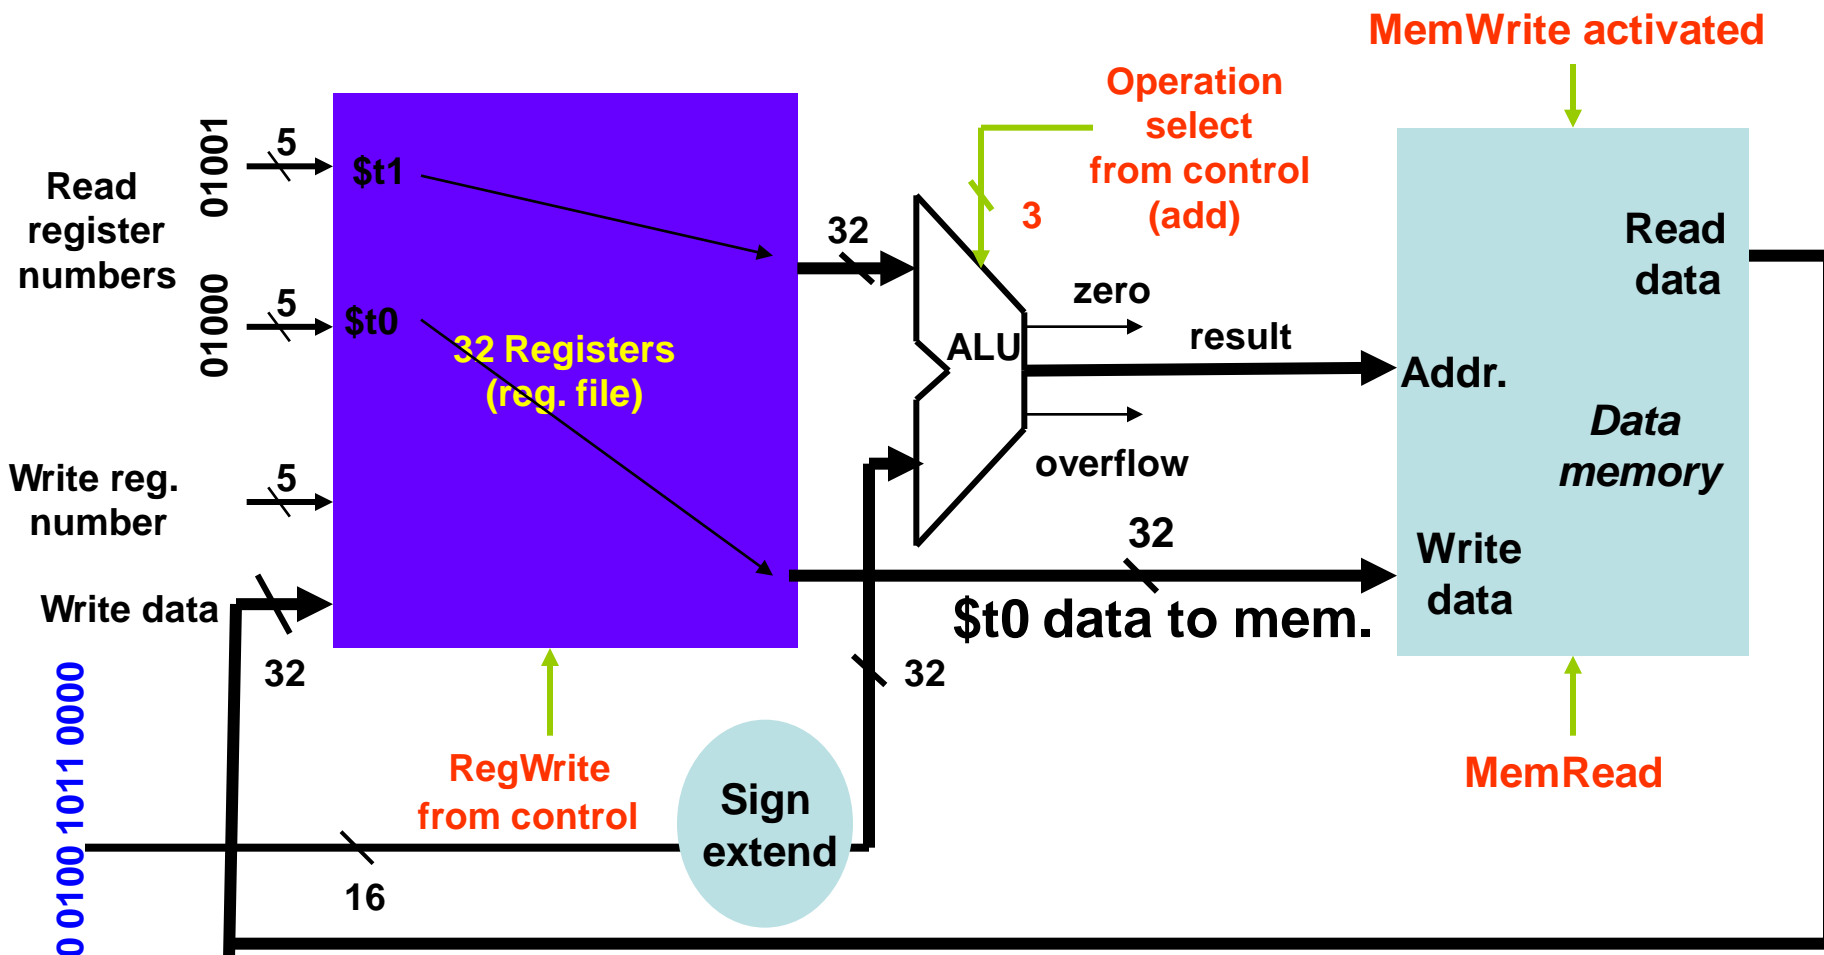 MemWrite activated
Operation
select
from control
(add)
3
01001
5
$t1
Read
register
numbers
01000
5
$t0
32 Registers
(reg. file)
32
ALU
zero
result
overflow
Read
data
Addr.
Data
memory
Write reg.
number
5
Write data
32
32
Write
data
$t0 data to mem.
32
RegWrite
from control
MemRead
Sign
extend
16
0 0100 1011 0000